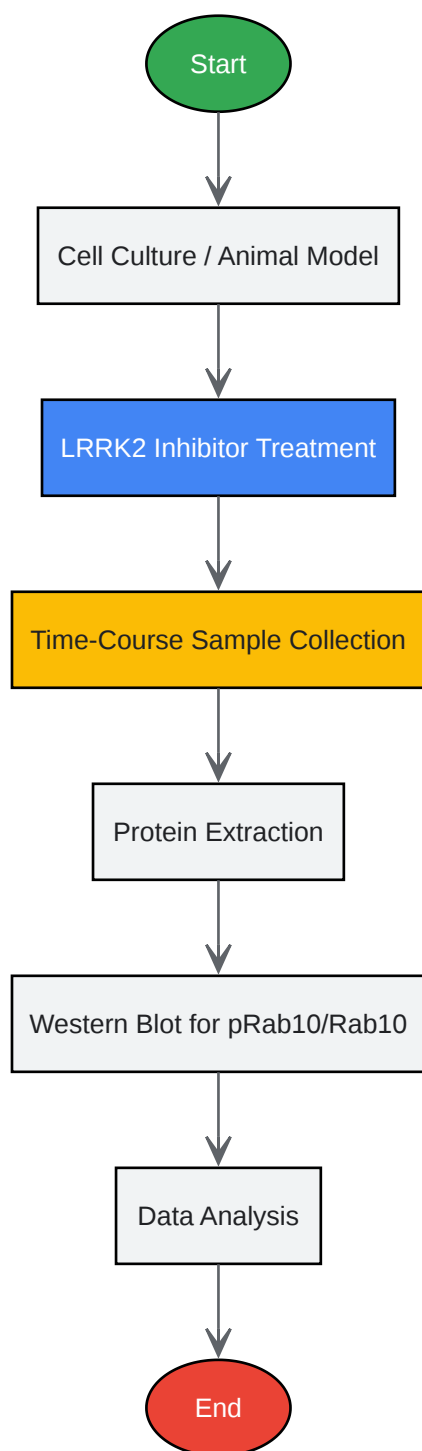 Start
Cell Culture / Animal Model
LRRK2 Inhibitor Treatment
Time-Course Sample Collection
Protein Extraction
Western Blot for pRab10/Rab10
Data Analysis
End